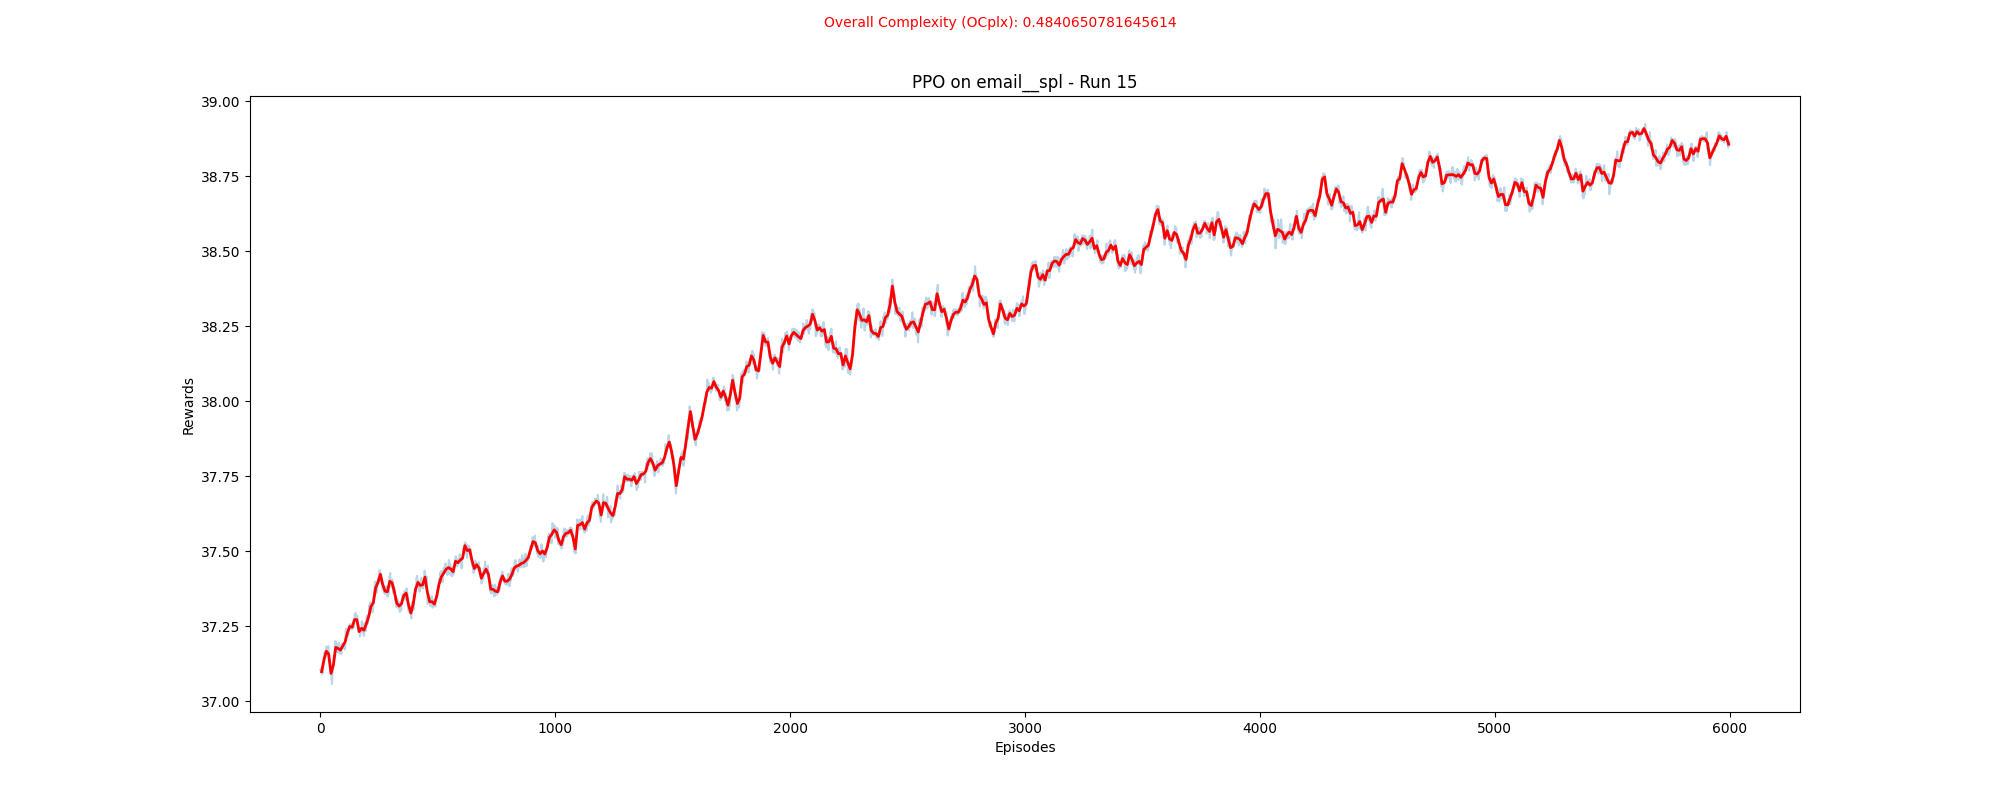 Overall Complexity (OCplx): 0.4840650781645614
PPO on email__spl - Run 15
39.00
38.75
38.50
38.25
38.00
37.75
37.50
37.25
37.00
Rewards
0 1000 2000 3000 4000 5000 6000
Episodes